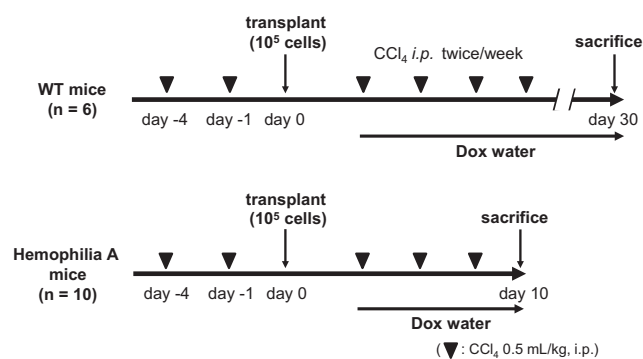 transplant
(10⁵ cells)
CCl₄ i.p. twice/week
sacrifice
WT mice
(n = 6)
day -4 day -1 day 0 day 30
Dox water
transplant
(10⁵ cells)
sacrifice
Hemophilia A
mice
(n = 10)
day -4 day -1 day 0 day 10
Dox water
(▼: CCl₄ 0.5 mL/kg, i.p.)